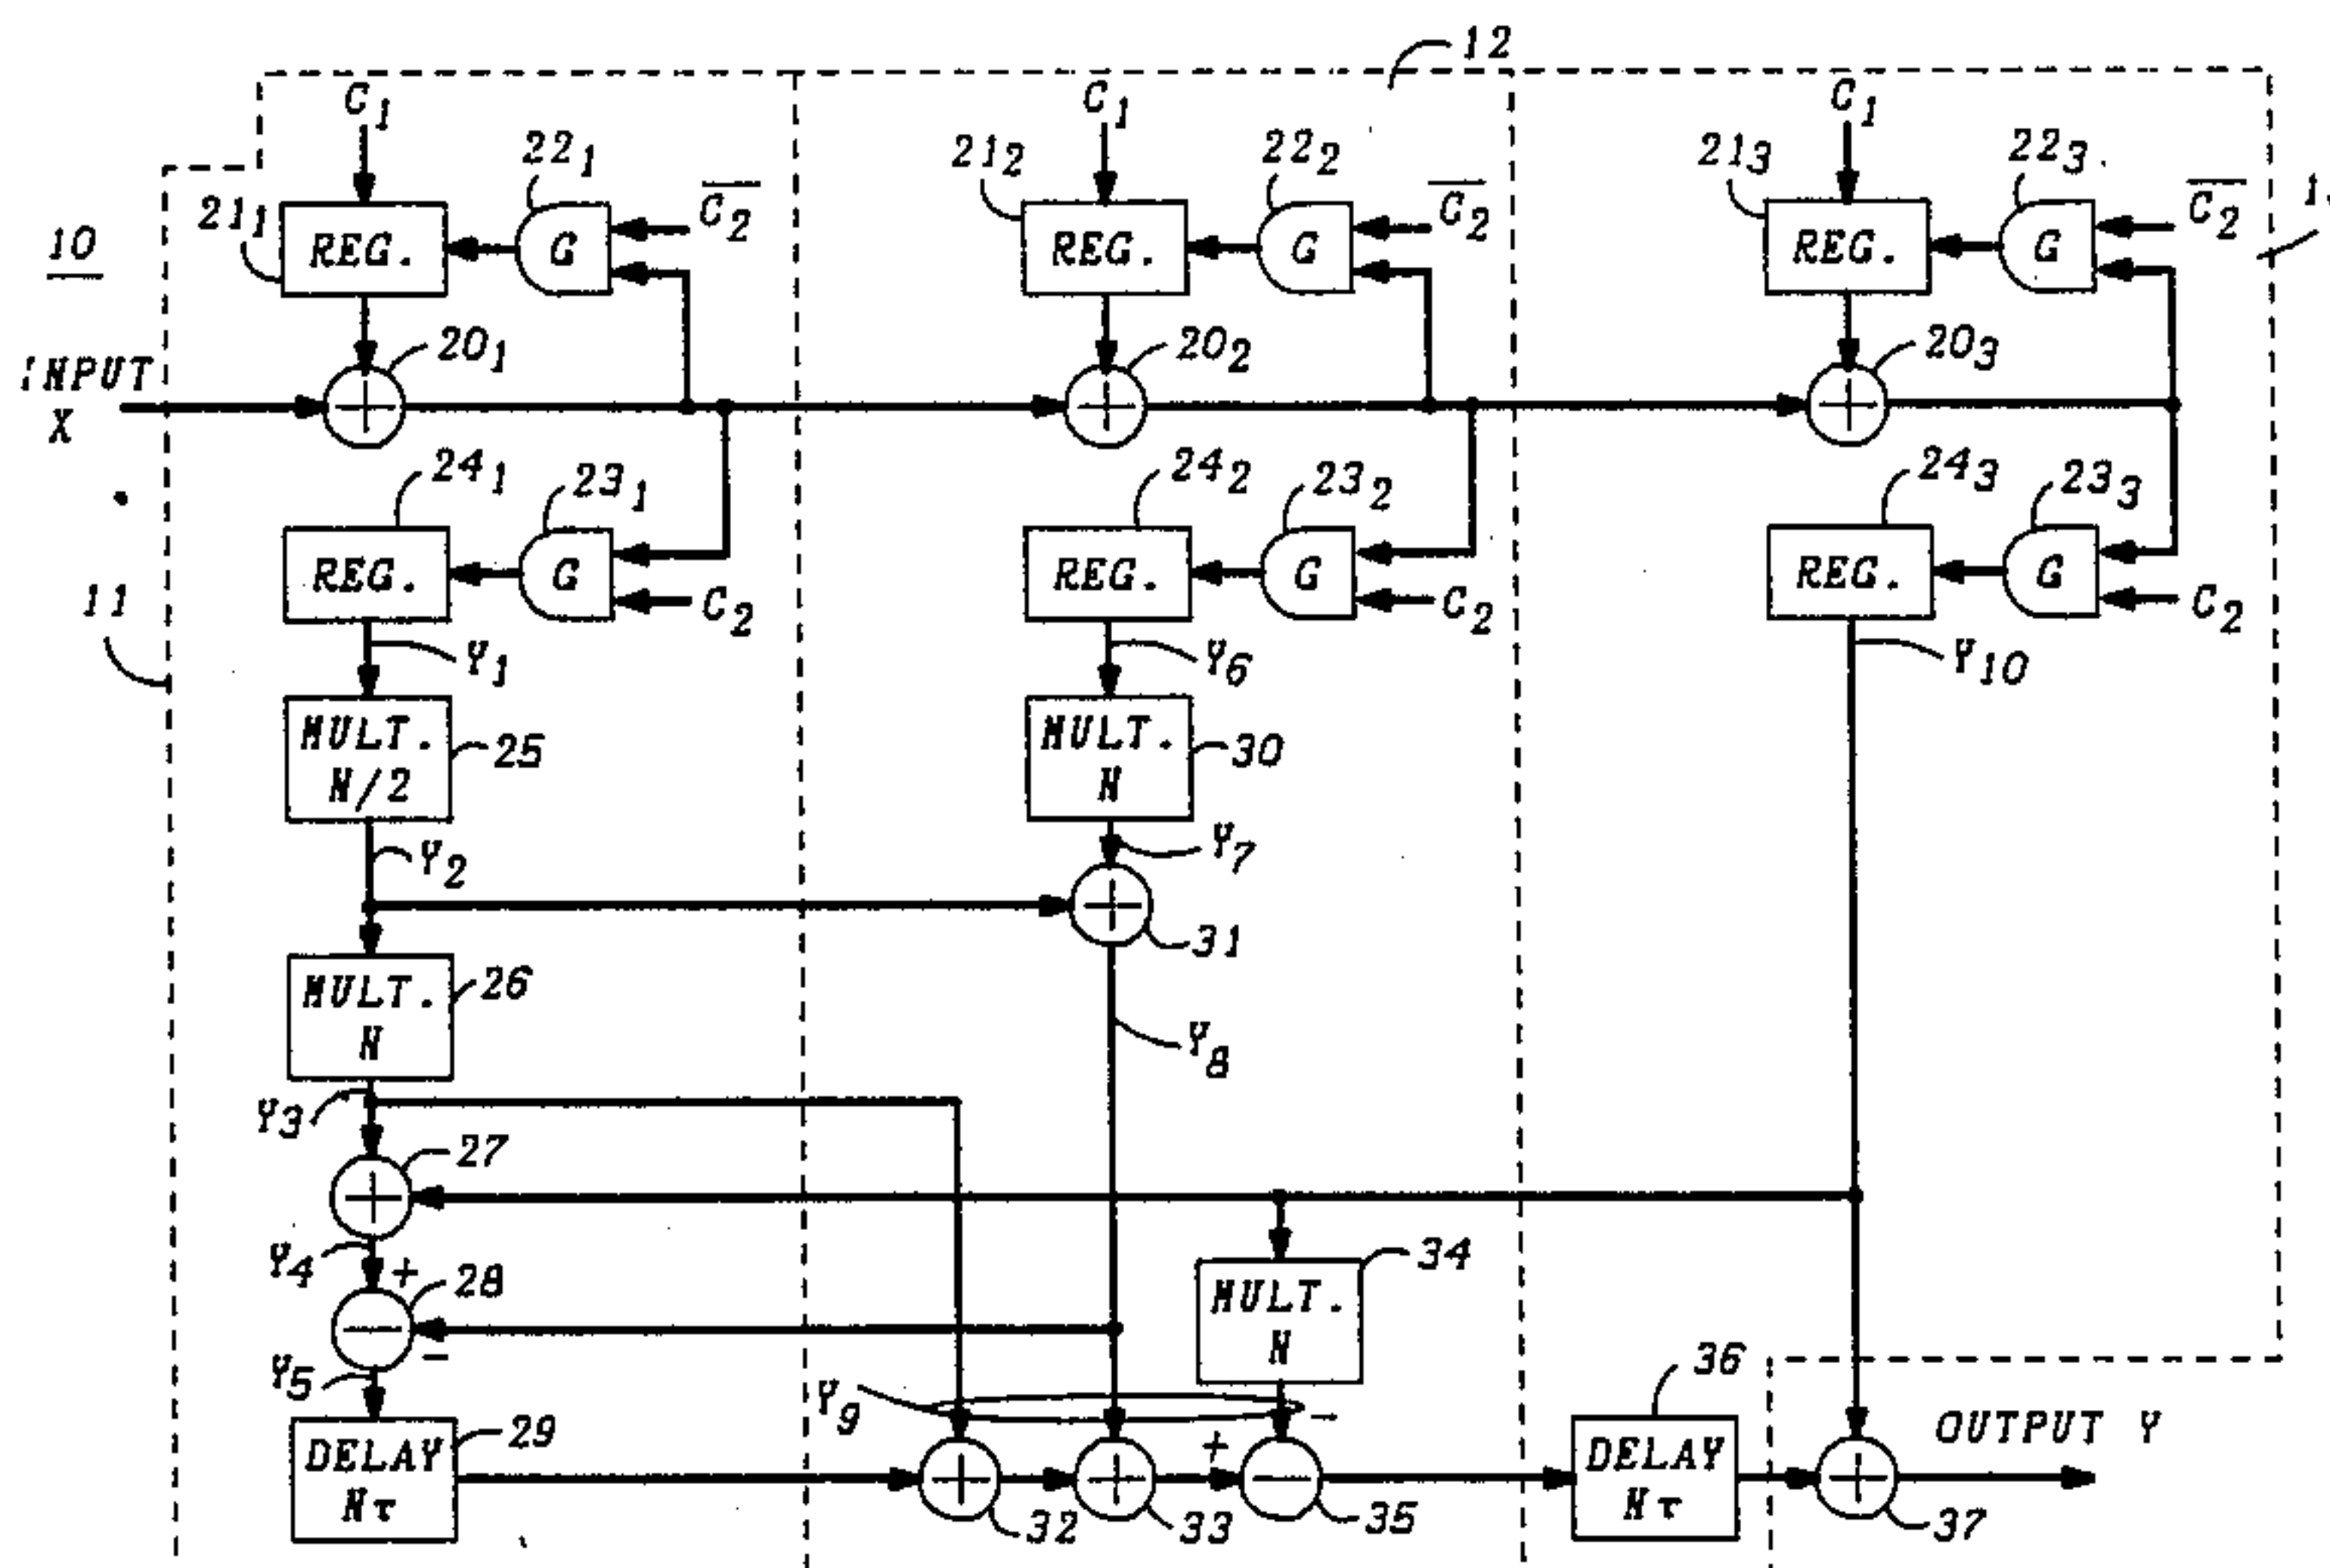 12
C1 C1 C1
221 212 222 213 223
211 C2 C2 C2
10 REG. G REG. G REG. G
201 202 203
INPUT
X
241 231 242 232 243 233
REG. G REG. G REG. G
11 C2 C2 C2
Y1 Y6 Y10
MULT. 25 MULT. 30
N/2 N
Y2 Y7
31
MULT. 26
N
Y8
Y3
27
Y4 + 28 34
MULT.
N
-
Y5 Y9 - 36
DELAY 29 + DELAY OUTPUT Y
Nτ Nτ
32 33 35 37